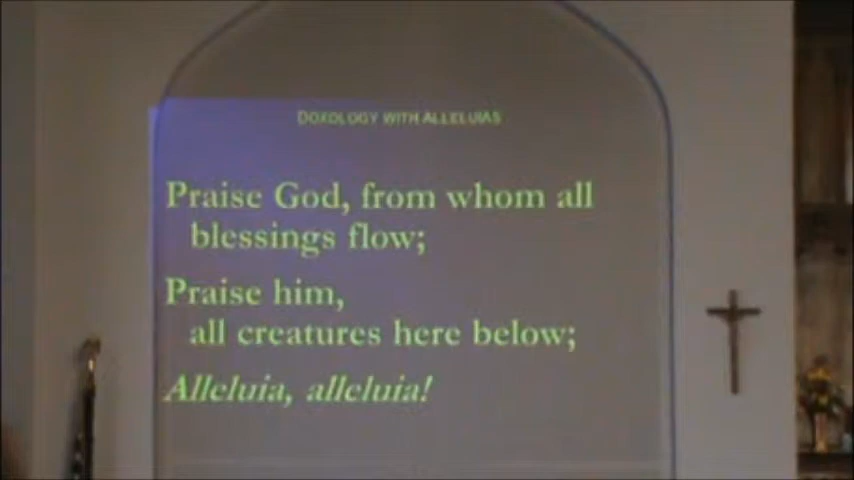 DOXOLOGY WITH ALLELUIAS
Praise God, from whom all
blessings flow;
Praise him,
all creatures here below;
Alleluia, alleluia!